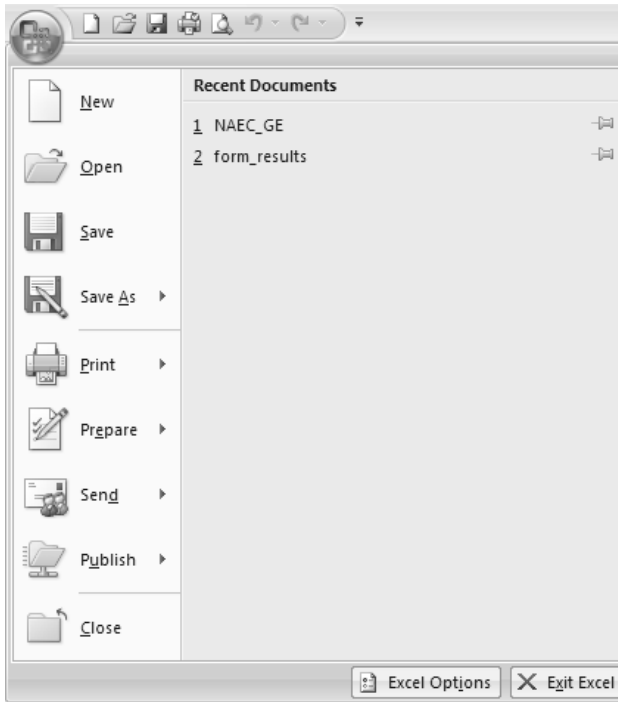 New
Open
Save
Save As
Print
Prepare
Send
Publish
Close
Recent Documents
1 NAEC_GE
2 form_results
Excel Options
Exit Excel